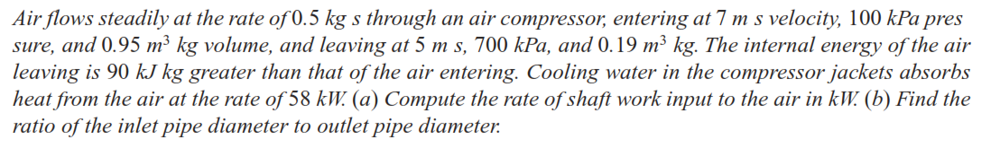 Air flows steadily at the rate of 0.5 kg s through an air compressor, entering at 7 m s velocity, 100 kPa pres
sure, and 0.95 m³ kg volume, and leaving at 5 m s, 700 kPa, and 0.19 m³ kg. The internal energy of the air
leaving is 90 kJ kg greater than that of the air entering. Cooling water in the compressor jackets absorbs
heat from the air at the rate of 58 kW. (a) Compute the rate of shaft work input to the air in kW. (b) Find the
ratio of the inlet pipe diameter to outlet pipe diameter.